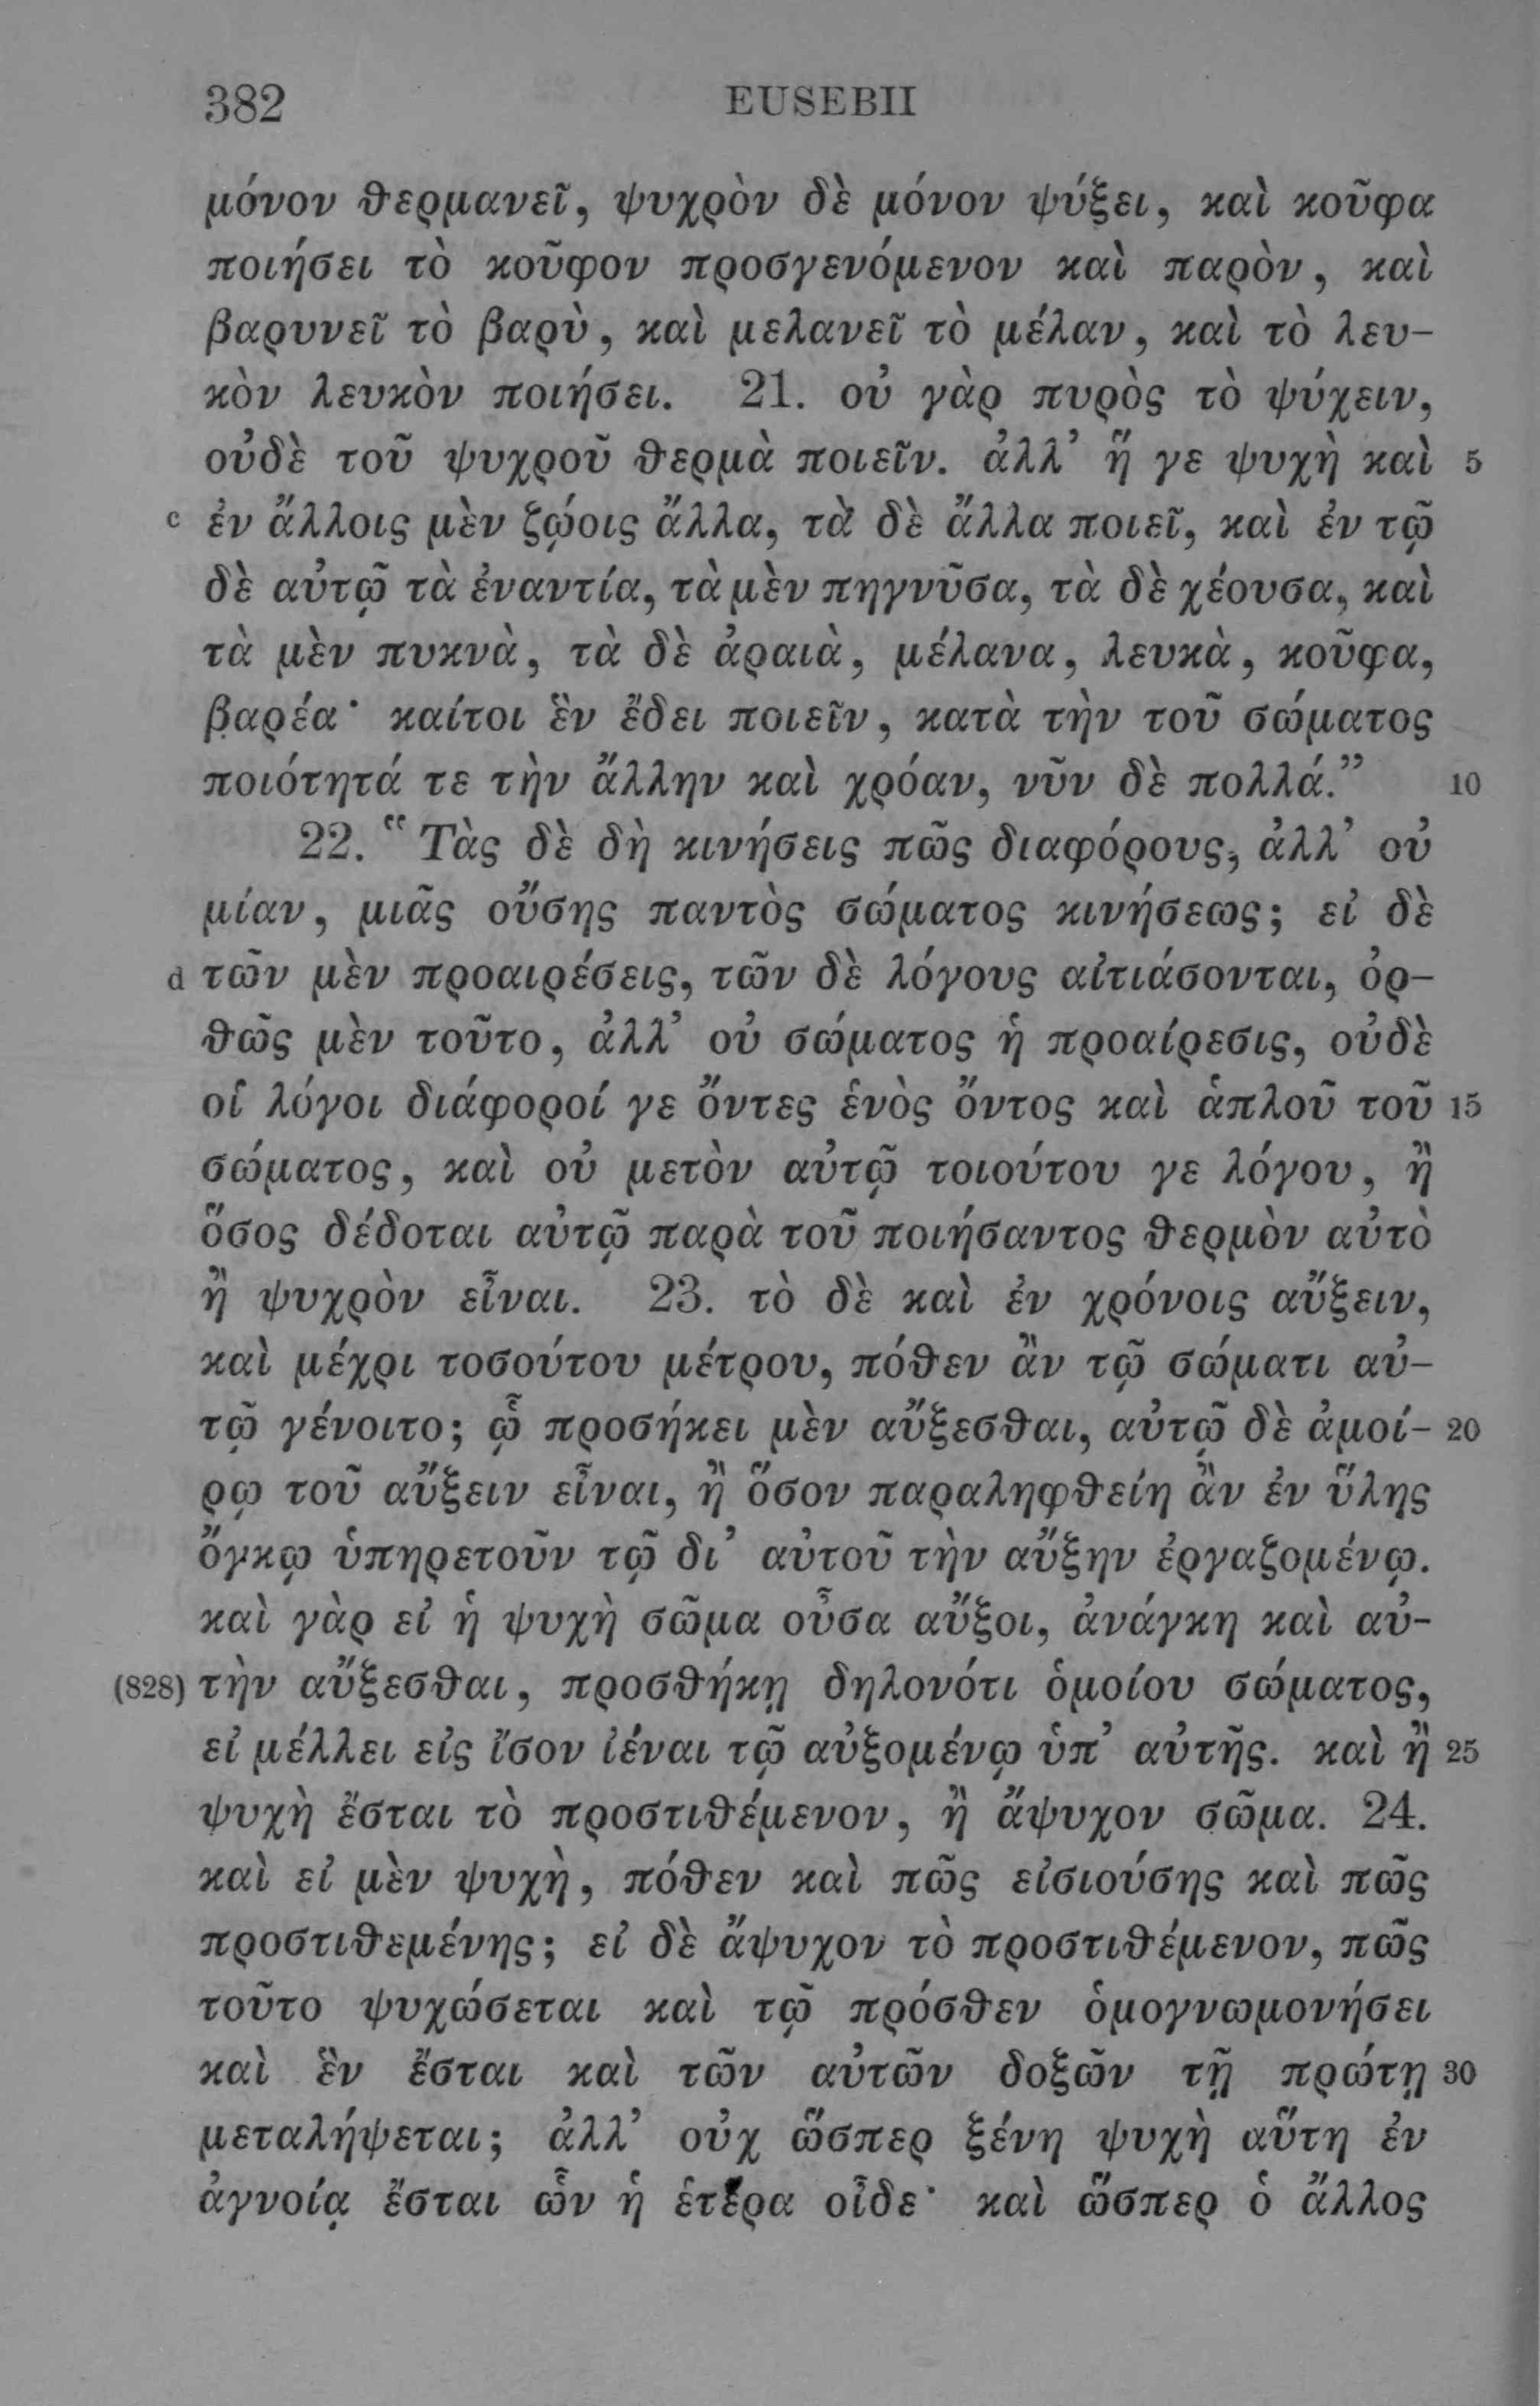 382 EUSEBII
μόνον θερμανεῖ, ψυχρὸν δὲ μόνον ψύξει, καὶ κοῦφα
ποιήσει τὸ κοῦφον προσγενόμενον καὶ παρὸν, καὶ
βαρυνεῖ τὸ βαρὺ, καὶ μελανεῖ τὸ μέλαν, καὶ τὸ λευ-
κὸν λευκὸν ποιήσει. 21. οὐ γὰρ πυρὸς τὸ ψύχειν,
οὐδὲ τοῦ ψυχροῦ θερμὰ ποιεῖν. ἀλλ’ ἥ γε ψυχὴ καὶ 5
c ἐν ἄλλοις μὲν ζῴοις ἄλλα, τὰ δὲ ἄλλα ποιεῖ, καὶ ἐν τῷ
δὲ αὐτῷ τὰ ἐναντία, τὰ μὲν πηγνῦσα, τὰ δὲ χέουσα, καὶ
τὰ μὲν πυκνὰ, τὰ δὲ ἀραιὰ, μέλανα, λευκὰ, κοῦφα,
βαρέα· καίτοι ἓν ἔδει ποιεῖν, κατὰ τὴν τοῦ σώματος
ποιότητά τε τὴν ἄλλην καὶ χρόαν, νῦν δὲ πολλά.” 10
22. “Τὰς δὲ δὴ κινήσεις πῶς διαφόρους, ἀλλ’ οὐ
μίαν, μιᾶς οὔσης παντὸς σώματος κινήσεως; εἰ δὲ
d τῶν μὲν προαιρέσεις, τῶν δὲ λόγους αἰτιάσονται, ὀρ-
θῶς μὲν τοῦτο, ἀλλ’ οὐ σώματος ἡ προαίρεσις, οὐδὲ
οἱ λόγοι διάφοροί γε ὄντες ἑνὸς ὄντος καὶ ἁπλοῦ τοῦ 15
σώματος, καὶ οὐ μετὸν αὐτῷ τοιούτου γε λόγου, ἢ
ὅσος δέδοται αὐτῷ παρὰ τοῦ ποιήσαντος θερμὸν αὐτὸ
ἢ ψυχρὸν εἶναι. 23. τὸ δὲ καὶ ἐν χρόνοις αὔξειν,
καὶ μέχρι τοσούτου μέτρου, πόθεν ἂν τῷ σώματι αὐ-
τῷ γένοιτο; ᾧ προσήκει μὲν αὔξεσθαι, αὐτῷ δὲ ἀμοί- 20
ρῳ τοῦ αὔξειν εἶναι, ἢ ὅσον παραληφθείη ἂν ἐν ὕλης
ὄγκῳ ὑπηρετοῦν τῷ δι’ αὐτοῦ τὴν αὔξην ἐργαζομένῳ.
καὶ γὰρ εἰ ἡ ψυχὴ σῶμα οὖσα αὔξοι, ἀνάγκη καὶ αὐ-
(828) τὴν αὔξεσθαι, προσθήκῃ δηλονότι ὁμοίου σώματος,
εἰ μέλλει εἰς ἴσον ἰέναι τῷ αὐξομένῳ ὑπ’ αὐτῆς. καὶ ἢ 25
ψυχὴ ἔσται τὸ προστιθέμενον, ἢ ἄψυχον σῶμα. 24.
καὶ εἰ μὲν ψυχὴ, πόθεν καὶ πῶς εἰσιούσης καὶ πῶς
προστιθεμένης; εἰ δὲ ἄψυχον τὸ προστιθέμενον, πῶς
τοῦτο ψυχώσεται καὶ τῷ πρόσθεν ὁμογνωμονήσει
καὶ ἓν ἔσται καὶ τῶν αὐτῶν δοξῶν τῇ πρώτῃ 30
μεταλήψεται; ἀλλ’ οὐχ ὥσπερ ξένη ψυχὴ αὕτη ἐν
ἀγνοίᾳ ἔσται ὧν ἡ ἑτέρα οἶδε· καὶ ὥσπερ ὁ ἄλλος